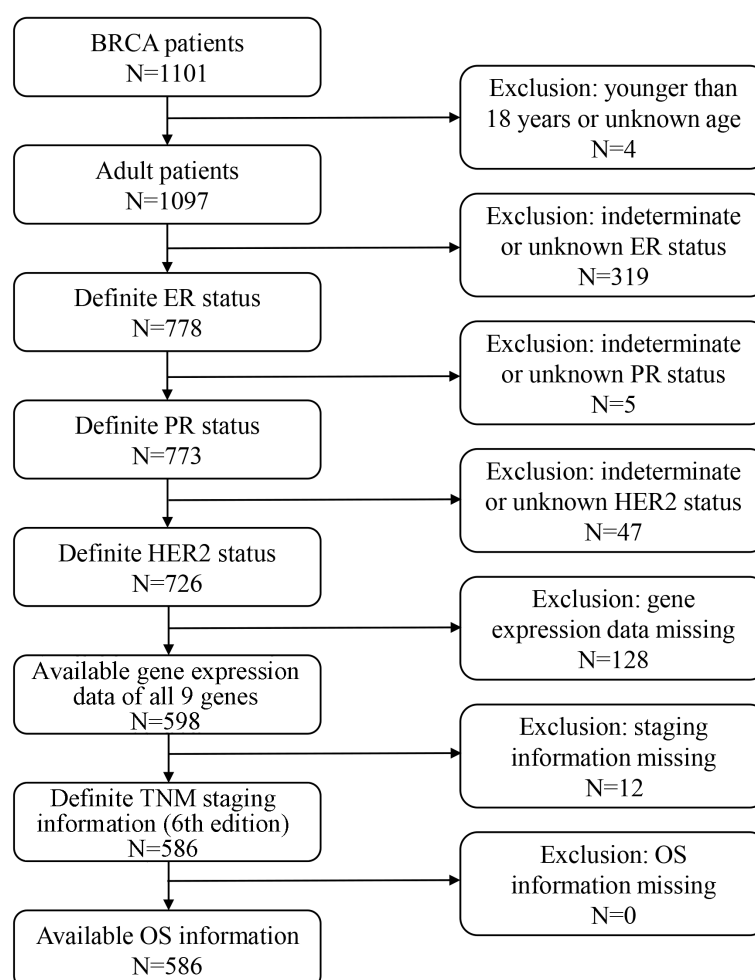 BRCA patients
N=1101
Exclusion: younger than
18 years or unknown age
N=4
Adult patients
N=1097
Exclusion: indeterminate
or unknown ER status
N=319
Definite ER status
N=778
Exclusion: indeterminate
or unknown PR status
N=5
Definite PR status
N=773
Exclusion: indeterminate
or unknown HER2 status
N=47
Definite HER2 status
N=726
Exclusion: gene
expression data missing
N=128
Available gene expression
data of all 9 genes
N=598
Exclusion: staging
information missing
N=12
Definite TNM staging
information (6th edition)
N=586
Exclusion: OS
information missing
N=0
Available OS information
N=586